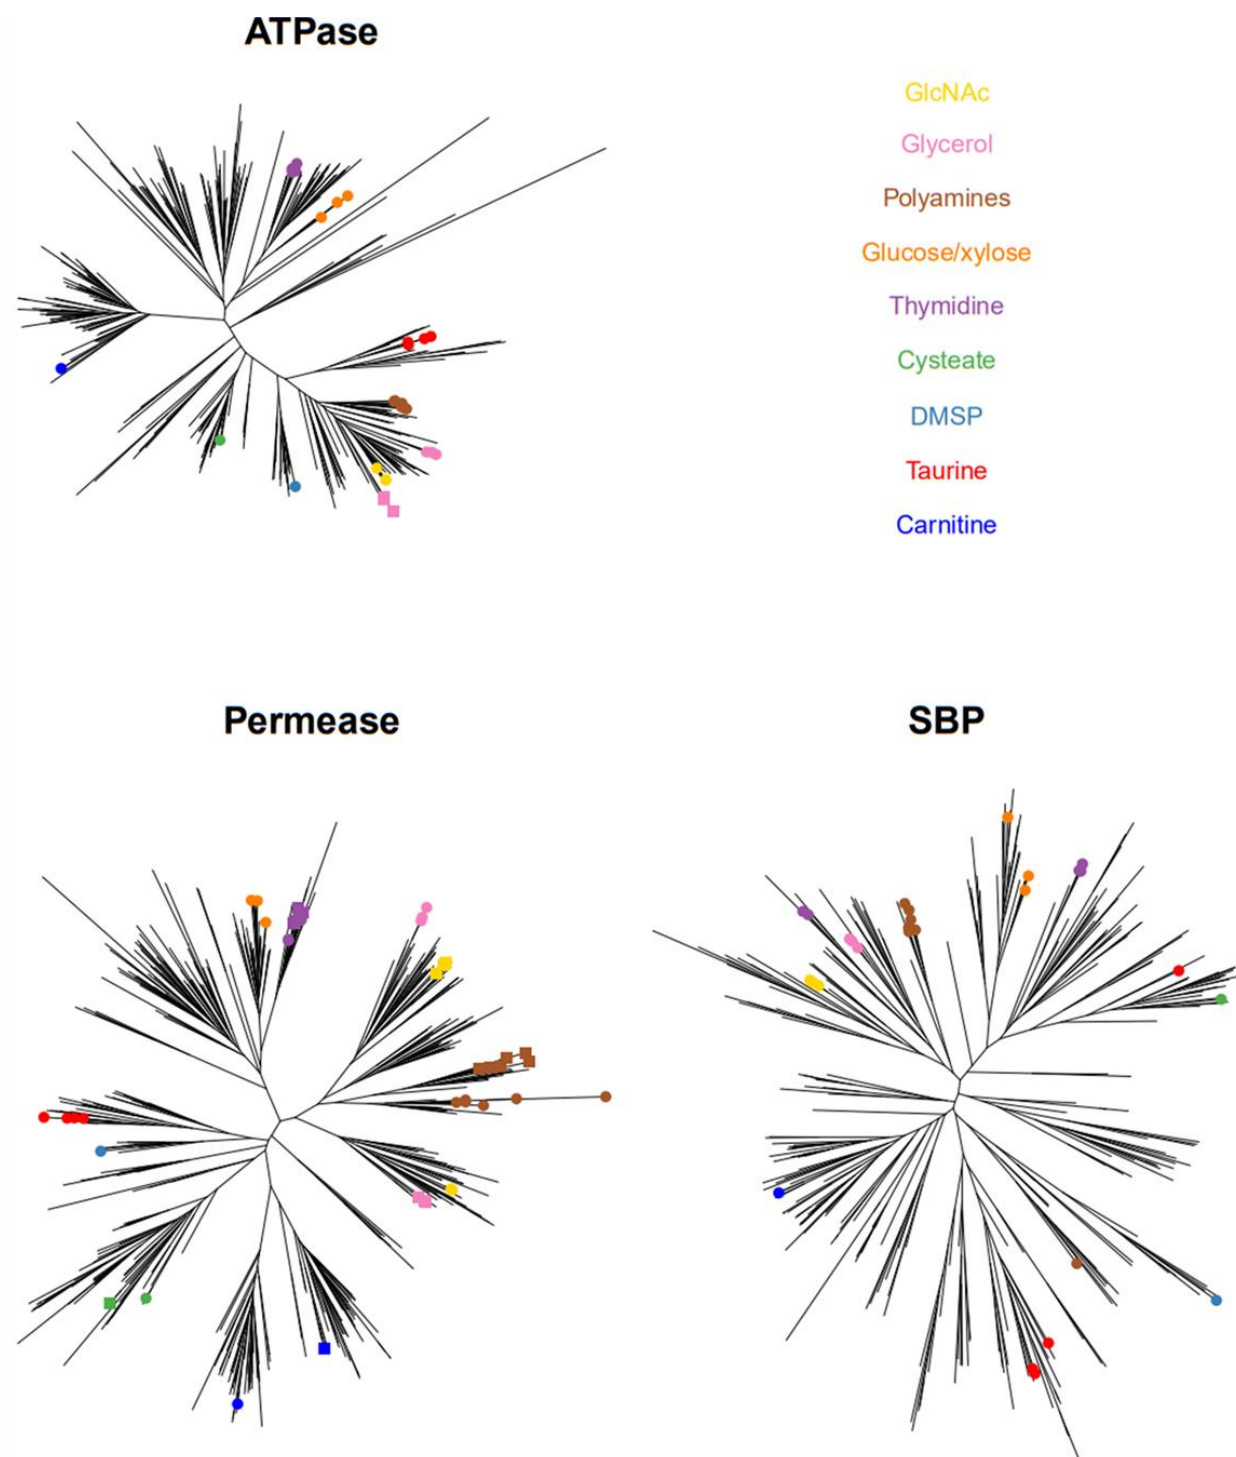 ATPase
GlcNAc
Glycerol
Polyamines
Glucose/xylose
Thymidine
Cysteate
DMSP
Taurine
Carnitine
Permease
SBP